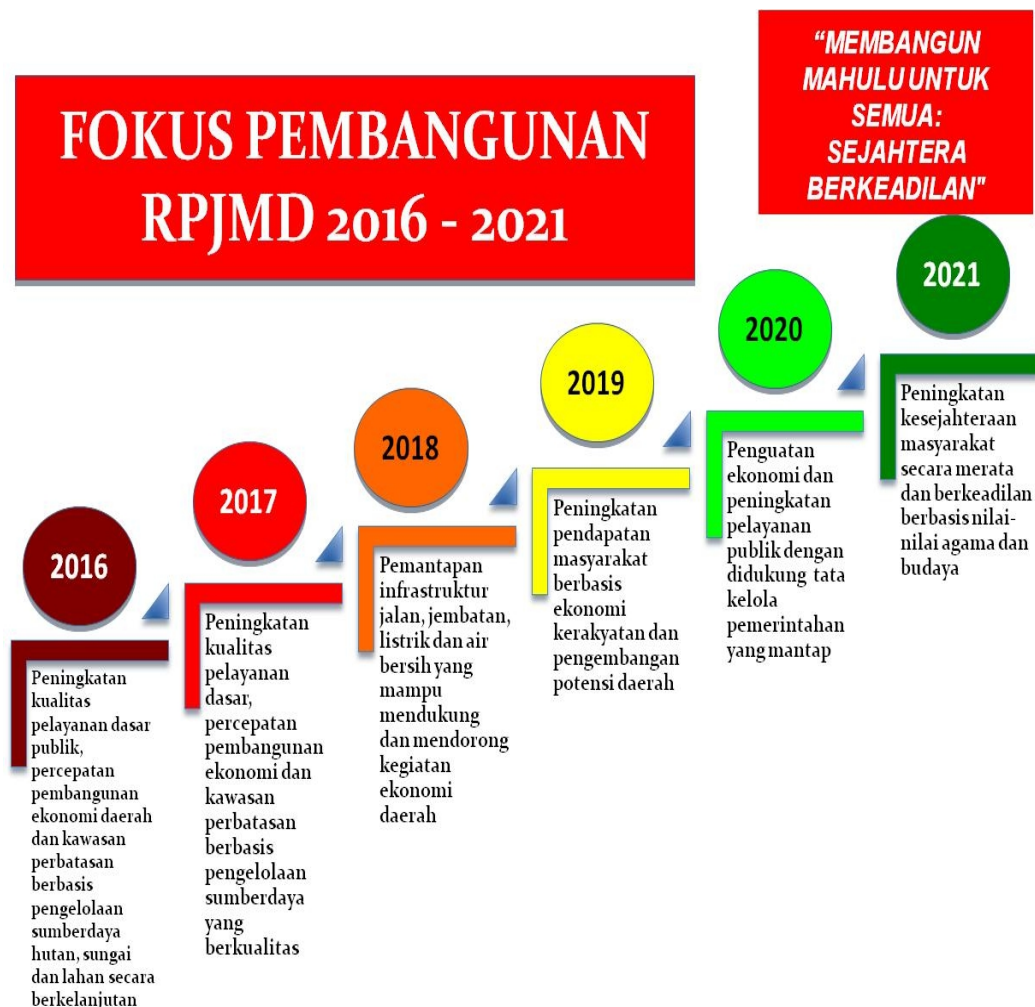 FOKUS PEMBANGUNAN
RPJMD 2016 - 2021
“MEMBANGUN
MAHULU UNTUK
SEMUA:
SEJAHTERA
BERKEADILAN"
2016
Peningkatan
kualitas
pelayanan dasar
publik,
percepatan
pembangunan
ekonomi daerah
dan kawasan
perbatasan
berbasis
pengelolaan
sumberdaya
hutan, sungai
dan lahan secara
berkelanjutan
2017
Peningkatan
kualitas
pelayanan
dasar,
percepatan
pembangunan
ekonomi dan
kawasan
perbatasan
berbasis
pengelolaan
sumberdaya
yang
berkualitas
2018
Pemantapan
infrastruktur
jalan, jembatan,
listrik dan air
bersih yang
mampu
mendukung
dan mendorong
kegiatan
ekonomi
daerah
2019
Peningkatan
pendapatan
masyarakat
berbasis
ekonomi
kerakyatan dan
pengembangan
potensi daerah
2020
Penguatan
ekonomi dan
peningkatan
pelayanan
publik dengan
didukung tata
kelola
pemerintahan
yang mantap
2021
Peningkatan
kesejahteraan
masyarakat
secara merata
dan berkeadilan
berbasis nilai-
nilai agama dan
budaya